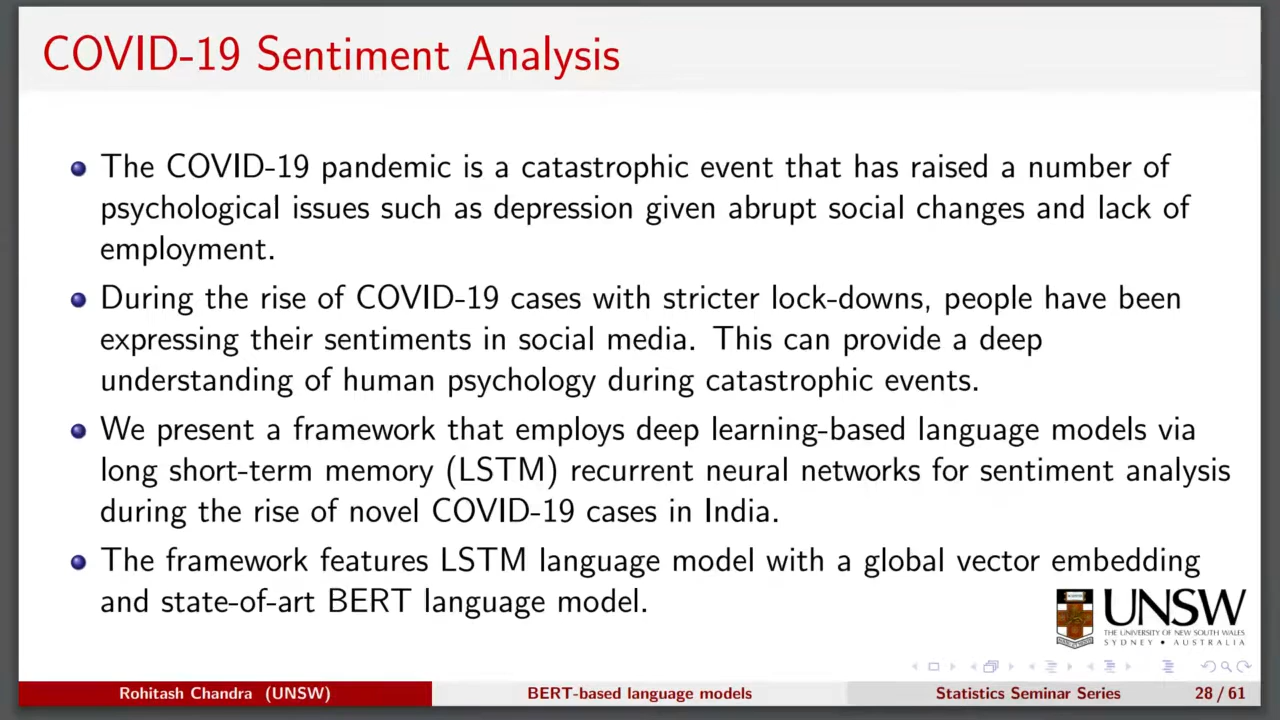 COVID-19 Sentiment Analysis
The COVID-19 pandemic is a catastrophic event that has raised a number of
psychological issues such as depression given abrupt social changes and lack of
employment.
During the rise of COVID-19 cases with stricter lock-downs, people have been
expressing their sentiments in social media. This can provide a deep
understanding of human psychology during catastrophic events.
We present a framework that employs deep learning-based language models via
long short-term memory (LSTM) recurrent neural networks for sentiment analysis
during the rise of novel COVID-19 cases in India.
The framework features LSTM language model with a global vector embedding
and state-of-art BERT language model.
UNSW
THE UNIVERSITY OF NEW SOUTH WALES
SYDNEY • AUSTRALIA
Rohitash Chandra (UNSW) BERT-based language models Statistics Seminar Series 28 / 61